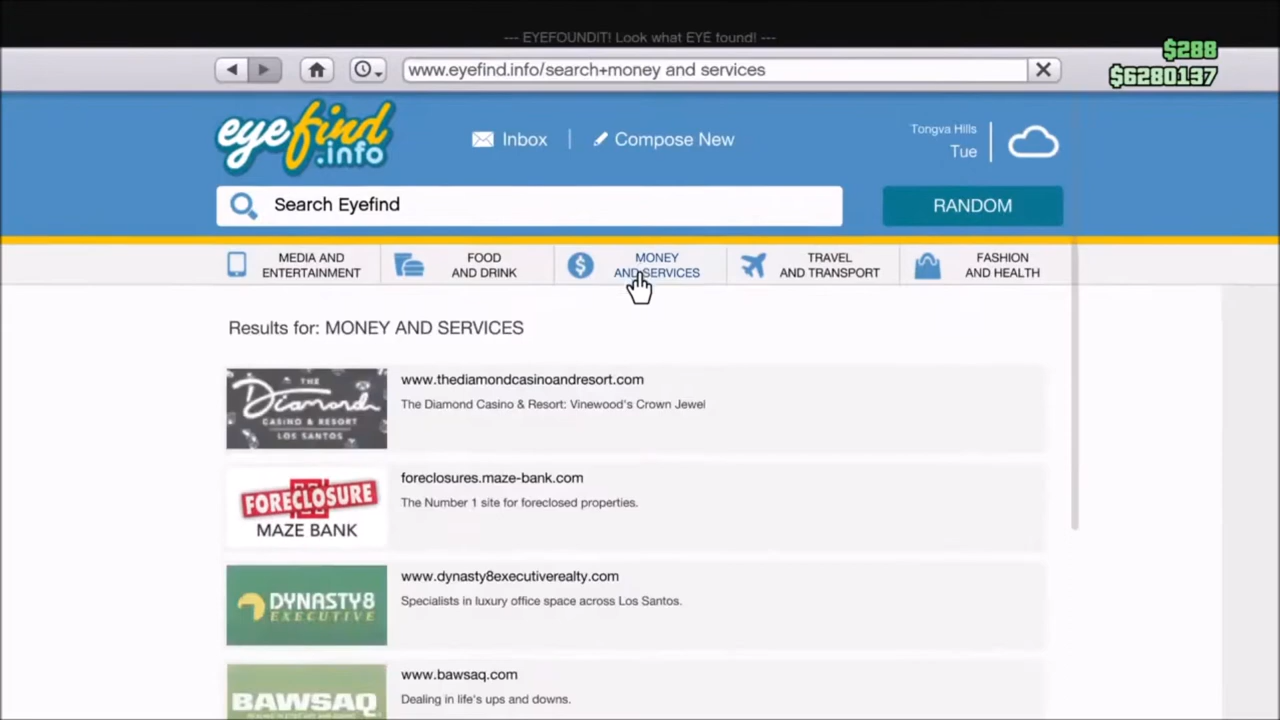 --- EYEFOUNDIT! Look what EYE found! ---
$288
www.eyefind.info/search+money and services
$6280137
eyefind
.info
Inbox
Compose New
Tongva Hills
Tue
Search Eyefind
RANDOM
MEDIA AND
ENTERTAINMENT
FOOD
AND DRINK
MONEY
AND SERVICES
TRAVEL
AND TRANSPORT
FASHION
AND HEALTH
Results for: MONEY AND SERVICES
THE
Diamond
CASINO & RESORT
LOS SANTOS
www.thediamondcasinoandresort.com
The Diamond Casino & Resort: Vinewood's Crown Jewel
FORECLOSURE
MAZE BANK
foreclosures.maze-bank.com
The Number 1 site for foreclosed properties.
DYNASTY8
EXECUTIVE
www.dynasty8executiverealty.com
Specialists in luxury office space across Los Santos.
BAWSAQ
www.bawsaq.com
Dealing in life's ups and downs.